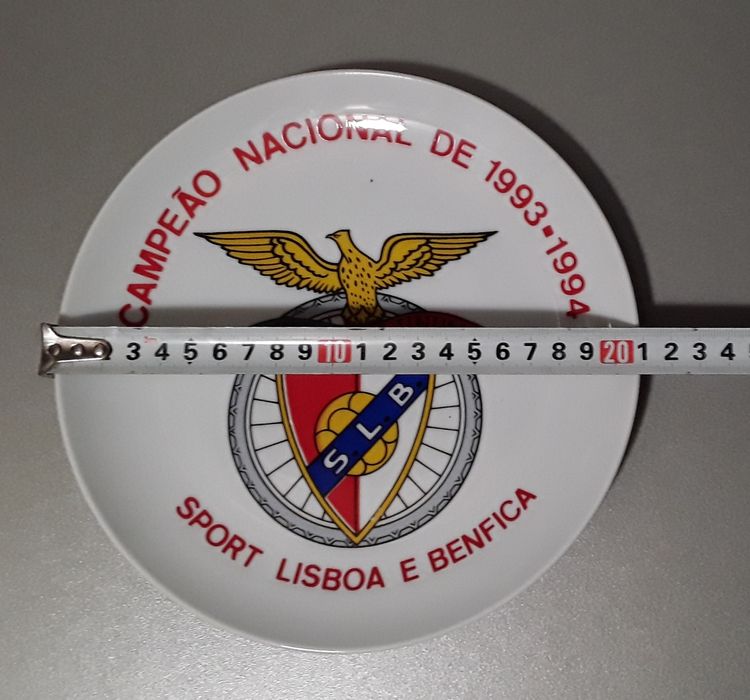 CAMPEÃO NACIONAL DE 1993-1994
3 4 5 6 7 8 9 10 1 2 3 4 5 6 7 8 9 20 1 2 3 4
S. L. B.
SPORT LISBOA E BENFICA